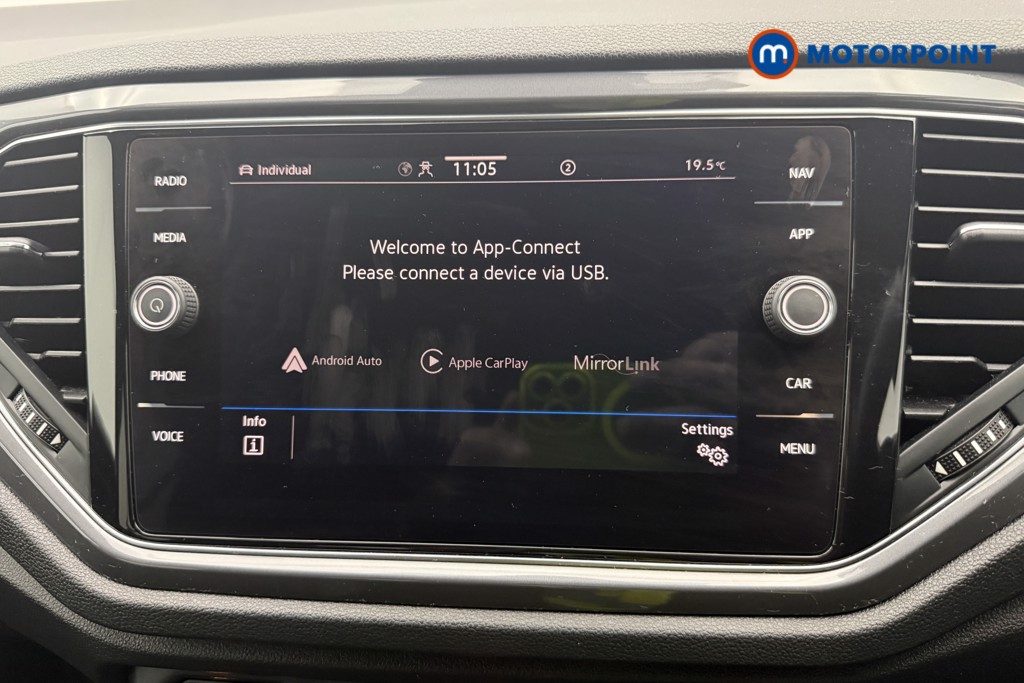 m MOTORPOINT
Individual 11:05 2 19.5°C
RADIO
MEDIA
PHONE
VOICE
Welcome to App-Connect
Please connect a device via USB.
Android Auto Apple CarPlay MirrorLink
Info
i
Settings
NAV
APP
CAR
MENU